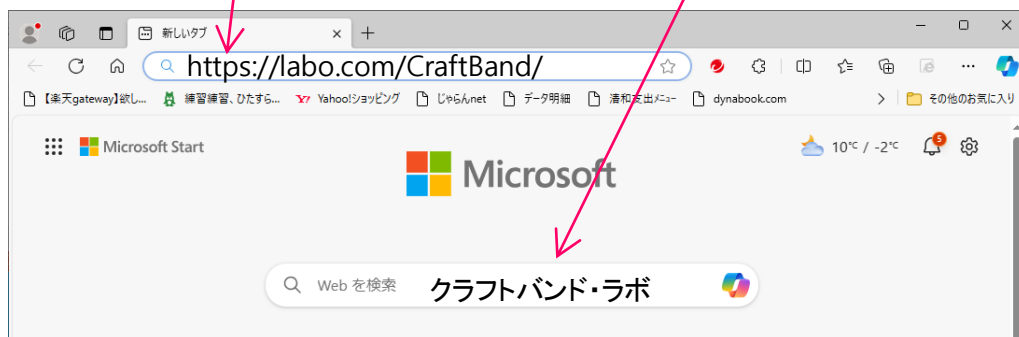 新しいタブ
https://labo.com/CraftBand/
【楽天gateway】欲し... 練習練習、ひたすら... Yahoo!ショッピング じゃらんnet データ明細 清和支出ﾒﾆｭｰ dynabook.com その他のお気に入り
Microsoft Start 10°C / -2°C 5
Microsoft
Web を検索 クラフトバンド・ラボ